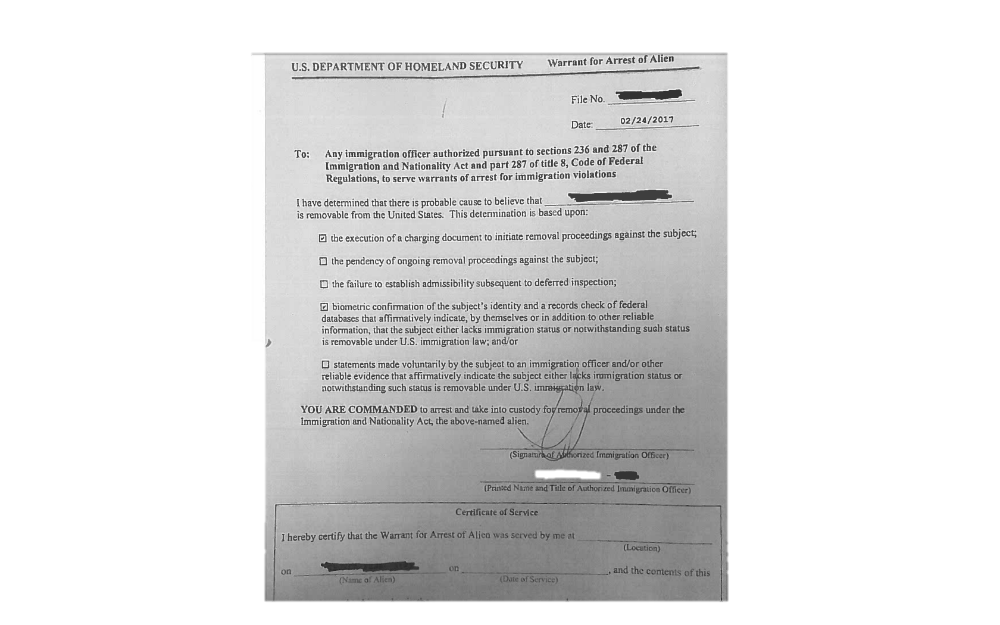 U.S. DEPARTMENT OF HOMELAND SECURITY Warrant for Arrest of Alien
File No.
Date: 02/24/2017
To: Any immigration officer authorized pursuant to sections 236 and 287 of the
Immigration and Nationality Act and part 287 of title 8, Code of Federal
Regulations, to serve warrants of arrest for immigration violations
I have determined that there is probable cause to believe that
is removable from the United States. This determination is based upon:
☑ the execution of a charging document to initiate removal proceedings against the subject;
☐ the pendency of ongoing removal proceedings against the subject;
☐ the failure to establish admissibility subsequent to deferred inspection;
☑ biometric confirmation of the subject's identity and a records check of federal
databases that affirmatively indicate, by themselves or in addition to other reliable
information, that the subject either lacks immigration status or notwithstanding such status
is removable under U.S. immigration law; and/or
☐ statements made voluntarily by the subject to an immigration officer and/or other
reliable evidence that affirmatively indicate the subject either lacks immigration status or
notwithstanding such status is removable under U.S. immigration law.
YOU ARE COMMANDED to arrest and take into custody for removal proceedings under the
Immigration and Nationality Act, the above-named alien.
(Signature of Authorized Immigration Officer)
-
(Printed Name and Title of Authorized Immigration Officer)
Certificate of Service
I hereby certify that the Warrant for Arrest of Alien was served by me at
(Location)
on on , and the contents of this
(Name of Alien) (Date of Service)